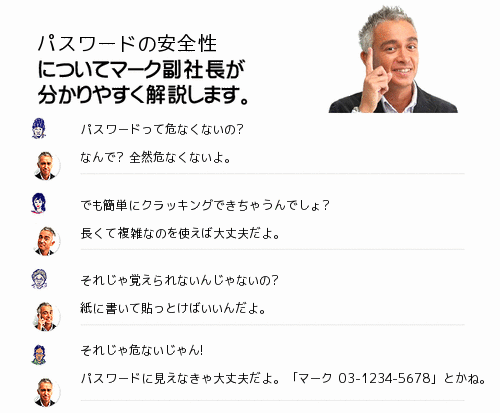 パスワードの安全性
についてマーク副社長が
分かりやすく解説します。
パスワードって危なくないの?
なんで? 全然危なくないよ。
でも簡単にクラッキングできちゃうんでしょ?
長くて複雑なのを使えば大丈夫だよ。
それじゃ覚えられないんじゃないの?
紙に書いて貼っとけばいいんだよ。
それじゃ危ないじゃん!
パスワードに見えなきゃ大丈夫だよ。「マーク 03-1234-5678」とかね。